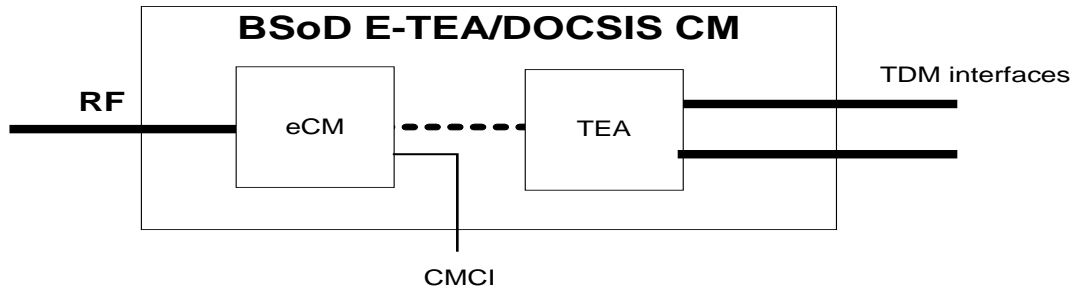 BSoD E-TEA/DOCSIS CM
TDM interfaces
RF
eCM
TEA
CMCI